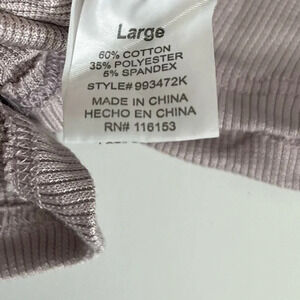 Large
60% COTTON
35% POLYESTER
5% SPANDEX
STYLE# 993472K
MADE IN CHINA
HECHO EN CHINA
RN# 116153